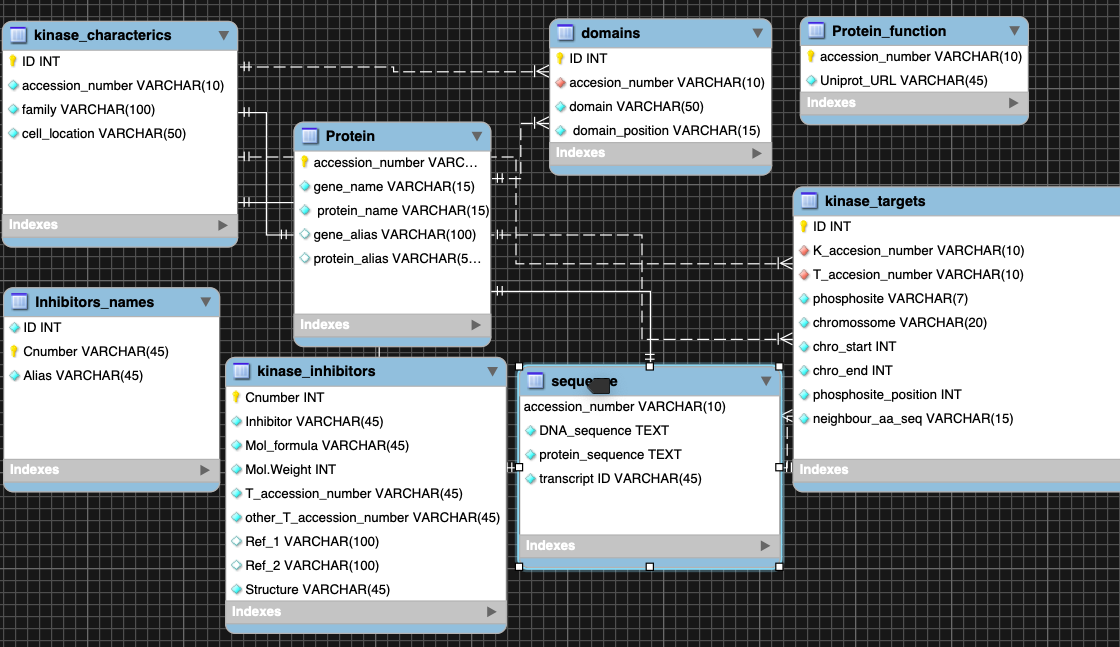 kinase_characterics
ID INT
accession_number VARCHAR(10)
family VARCHAR(100)
cell_location VARCHAR(50)
Indexes
domains
ID INT
accesion_number VARCHAR(10)
domain VARCHAR(50)
domain_position VARCHAR(15)
Indexes
Protein_function
accession_number VARCHAR(10)
Uniprot_URL VARCHAR(45)
Indexes
Protein
accession_number VARC...
gene_name VARCHAR(15)
protein_name VARCHAR(15)
gene_alias VARCHAR(100)
protein_alias VARCHAR(5...
Indexes
kinase_targets
ID INT
K_accesion_number VARCHAR(10)
T_accesion_number VARCHAR(10)
phosphosite VARCHAR(7)
chromossome VARCHAR(20)
chro_start INT
chro_end INT
phosphosite_position INT
neighbour_aa_seq VARCHAR(15)
Indexes
Inhibitors_names
ID INT
Cnumber VARCHAR(45)
Alias VARCHAR(45)
Indexes
kinase_inhibitors
Cnumber INT
Inhibitor VARCHAR(45)
Mol_formula VARCHAR(45)
Mol.Weight INT
T_accession_number VARCHAR(45)
other_T_accession_number VARCHAR(45)
Ref_1 VARCHAR(100)
Ref_2 VARCHAR(100)
Structure VARCHAR(45)
Indexes
sequence
accession_number VARCHAR(10)
DNA_sequence TEXT
protein_sequence TEXT
transcript ID VARCHAR(45)
Indexes